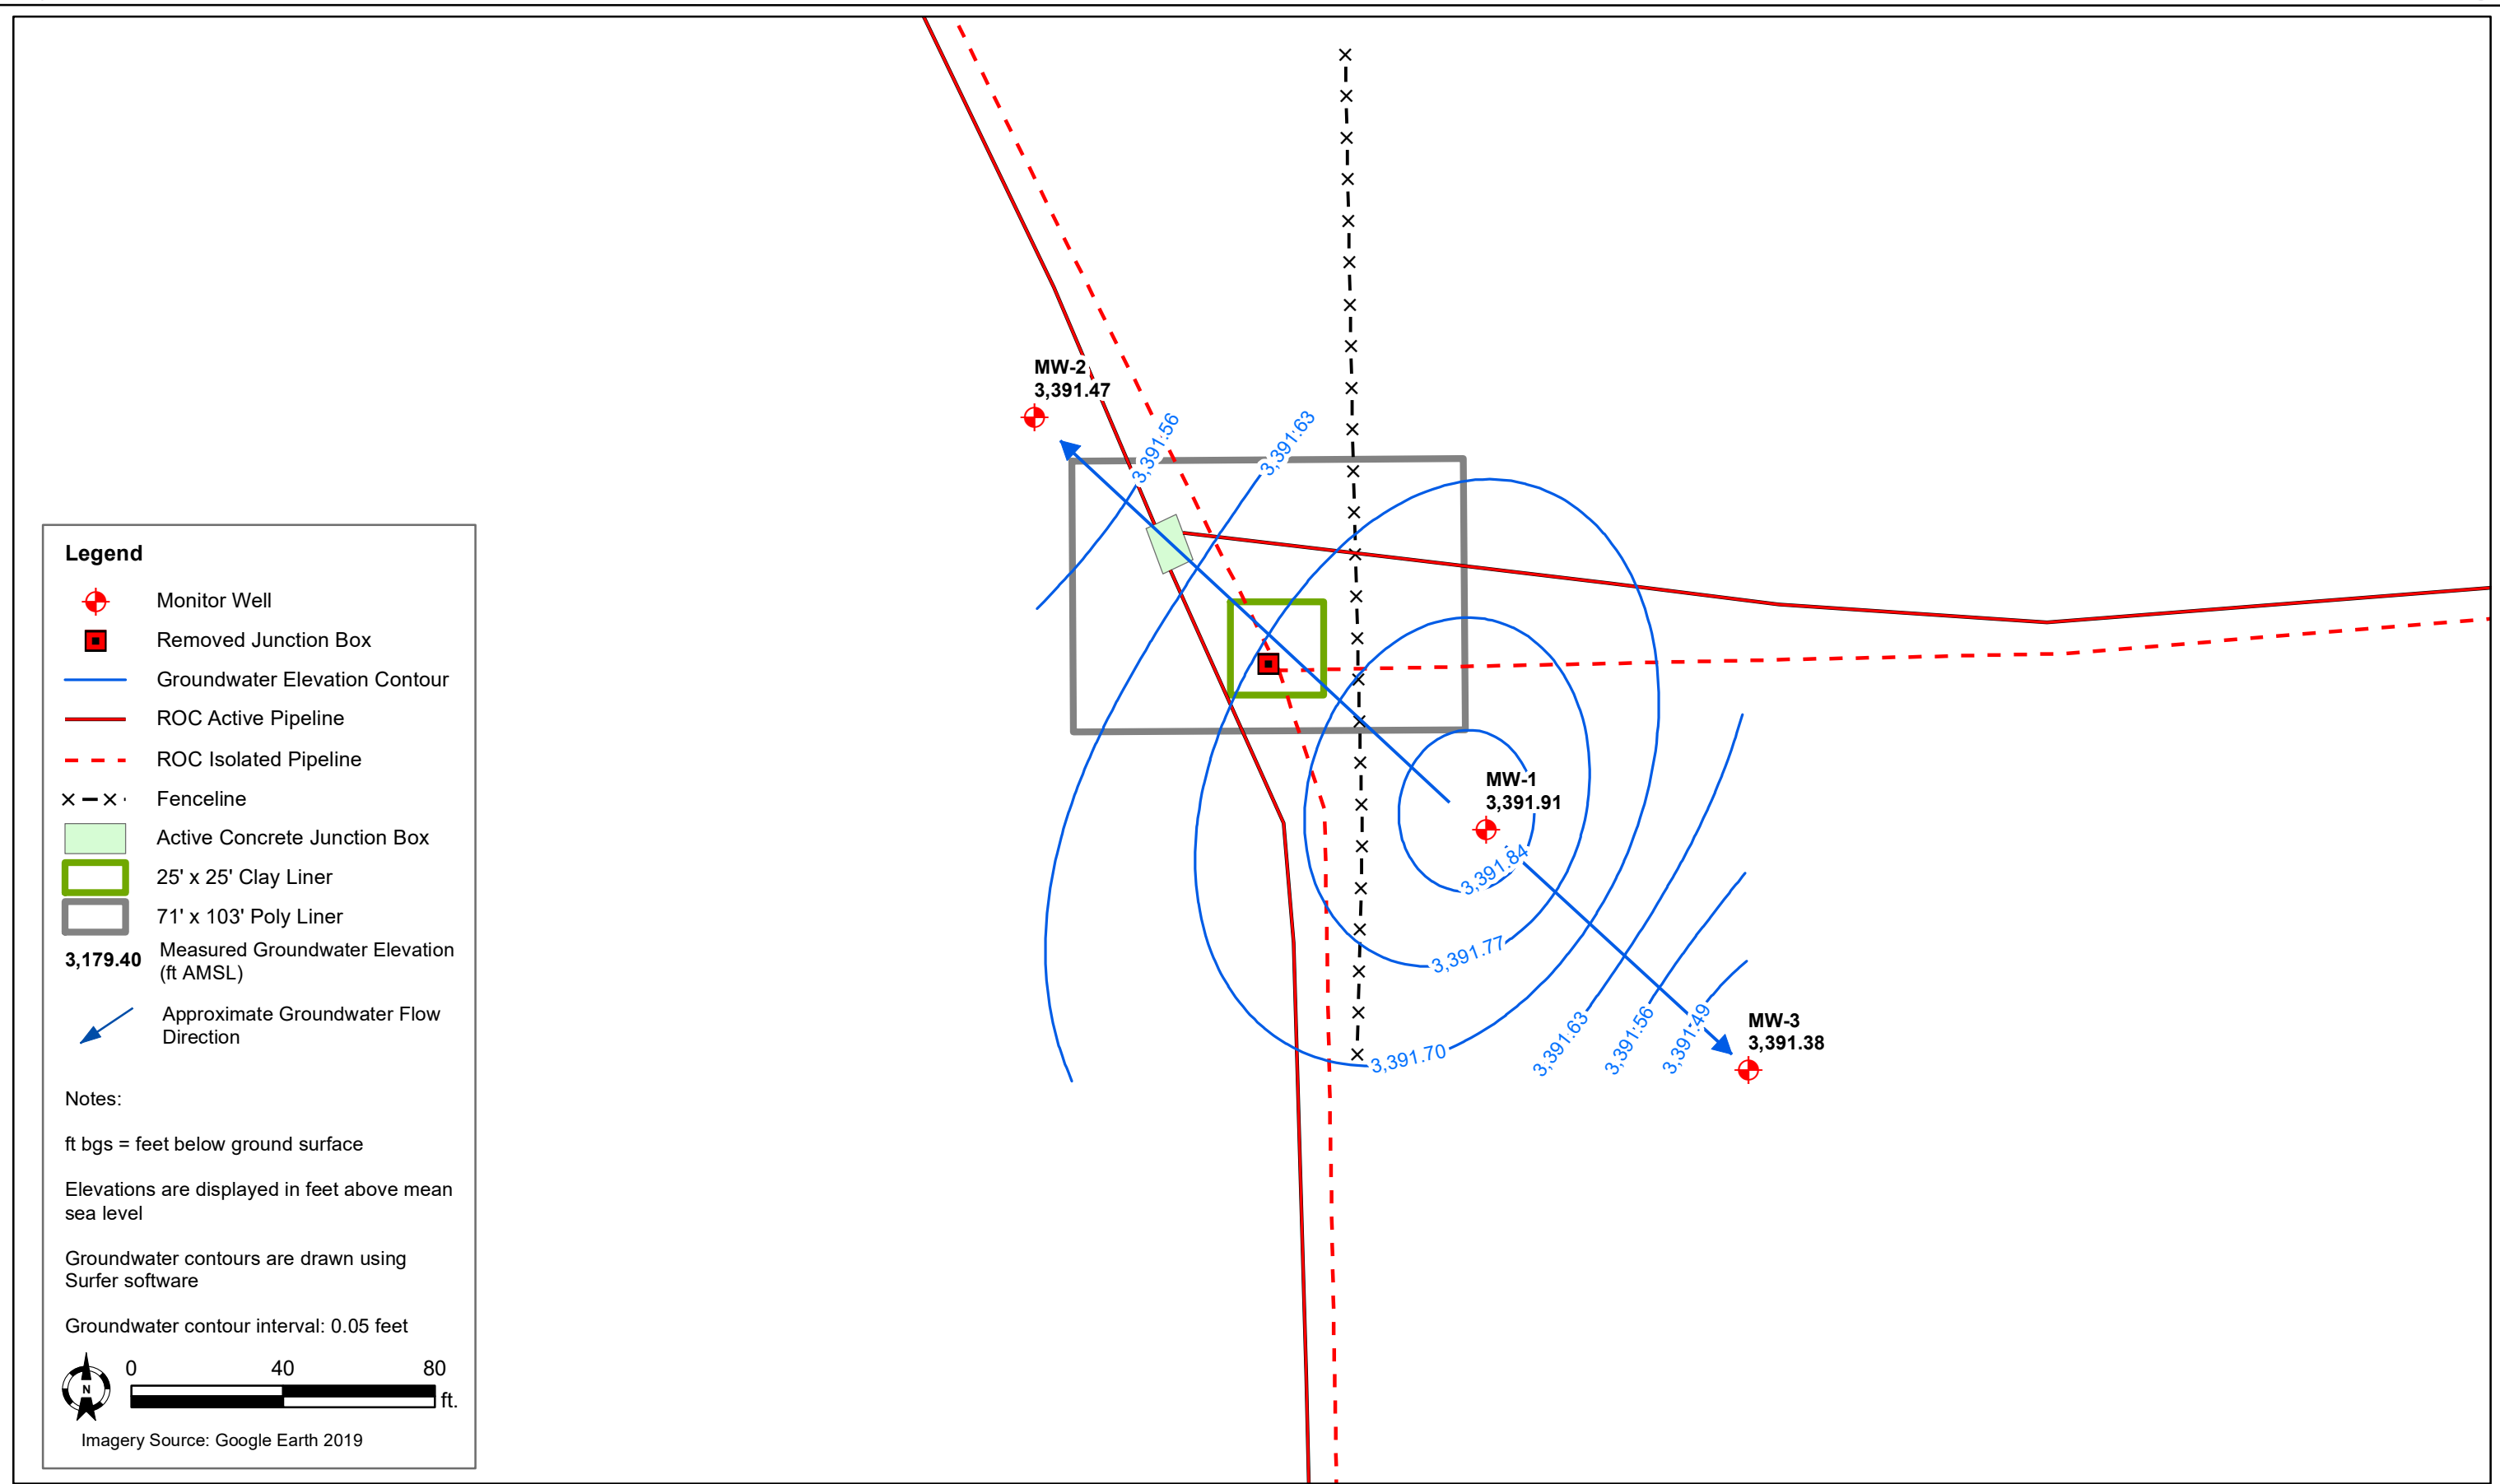 MW-2
3,391.47
3,391.56
3,391.63
MW-1
3,391.91
3,391.84
3,391.77
3,391.70
3,391.63
3,391.56
3,391.49
MW-3
3,391.38
Legend
Monitor Well
Removed Junction Box
Groundwater Elevation Contour
ROC Active Pipeline
ROC Isolated Pipeline
Fenceline
Active Concrete Junction Box
25' x 25' Clay Liner
71' x 103' Poly Liner
3,179.40 Measured Groundwater Elevation
(ft AMSL)
Approximate Groundwater Flow
Direction
Notes:
ft bgs = feet below ground surface
Elevations are displayed in feet above mean
sea level
Groundwater contours are drawn using
Surfer software
Groundwater contour interval: 0.05 feet
N
0 40 80
ft.
Imagery Source: Google Earth 2019